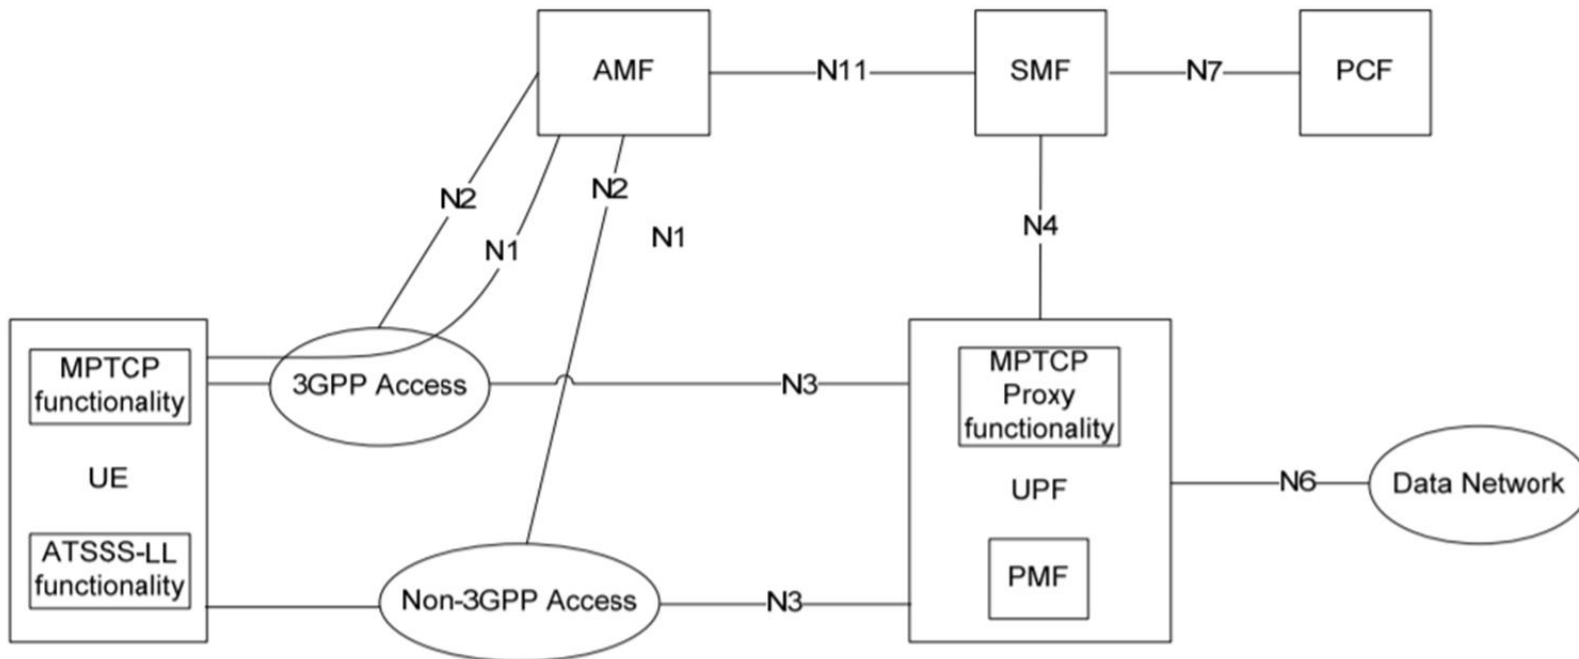 AMF
N11
SMF
N7
PCF
N2
N1
N2
N1
N4
MPTCP
functionality
UE
ATSSS-LL
functionality
3GPP Access
N3
Non-3GPP Access
N3
MPTCP
Proxy
functionality
UPF
PMF
N6
Data Network